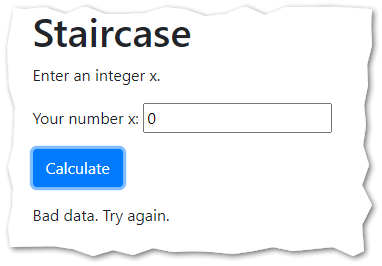 Staircase
Enter an integer x.
Your number x: 0
Calculate
Bad data. Try again.